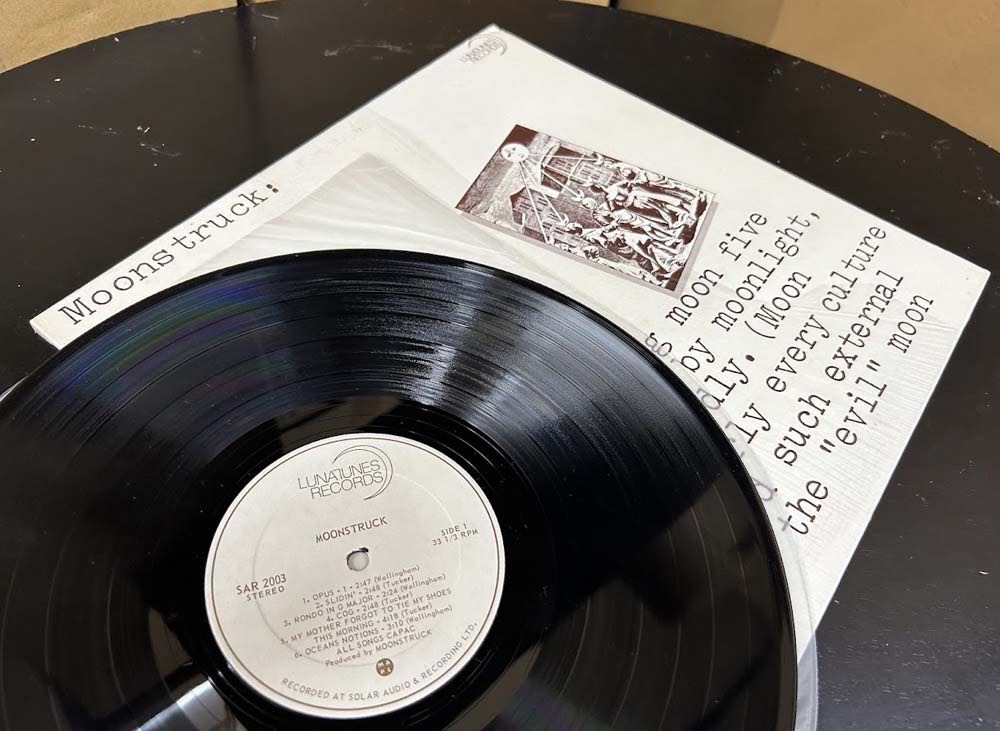 LUNATUNES
RECORDS
Moonstruck:
moon five
by moonlight,
(Moon
every culture
such external
the "evil" moon
LUNATUNES
RECORDS
MOONSTRUCK
SIDE 1
33 1/3 RPM
SAR 2003
STEREO
1. OPUS • 1 • 2:47 (Wallingham)
2. SLIDIN' • 2:48 (Tucker)
3. RONDO IN G MAJOR • 2:24 (Wallingham)
4. COG • 2:48 (Tucker)
5. MY MOTHER FORGOT TO TIE MY SHOES
THIS MORNING • 4:18 (Tucker)
6. OCEANS NOTIONS • 3:10 (Wallingham)
ALL SONGS CAPAC
Produced by MOONSTRUCK
RECORDED AT SOLAR AUDIO & RECORDING LTD.